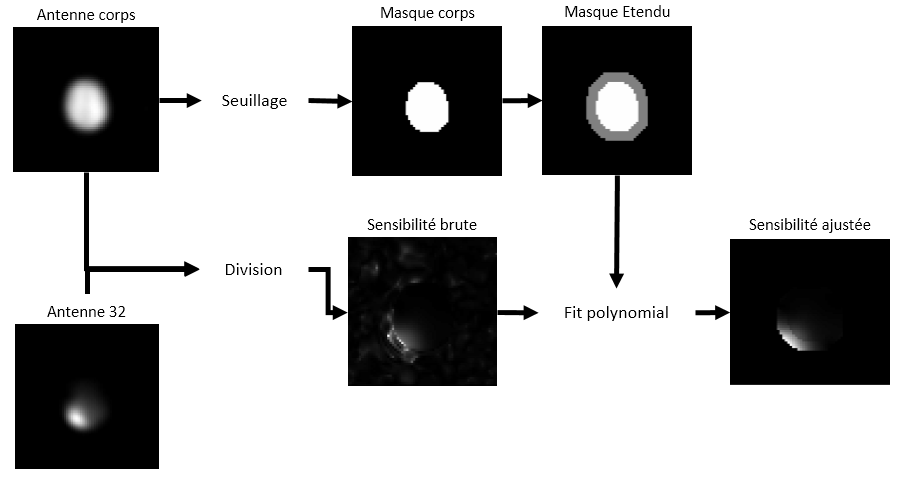 Antenne corps
Masque corps
Masque Etendu
Seuillage
Sensibilité brute
Sensibilité ajustée
Division
Antenne 32
Fit polynomial